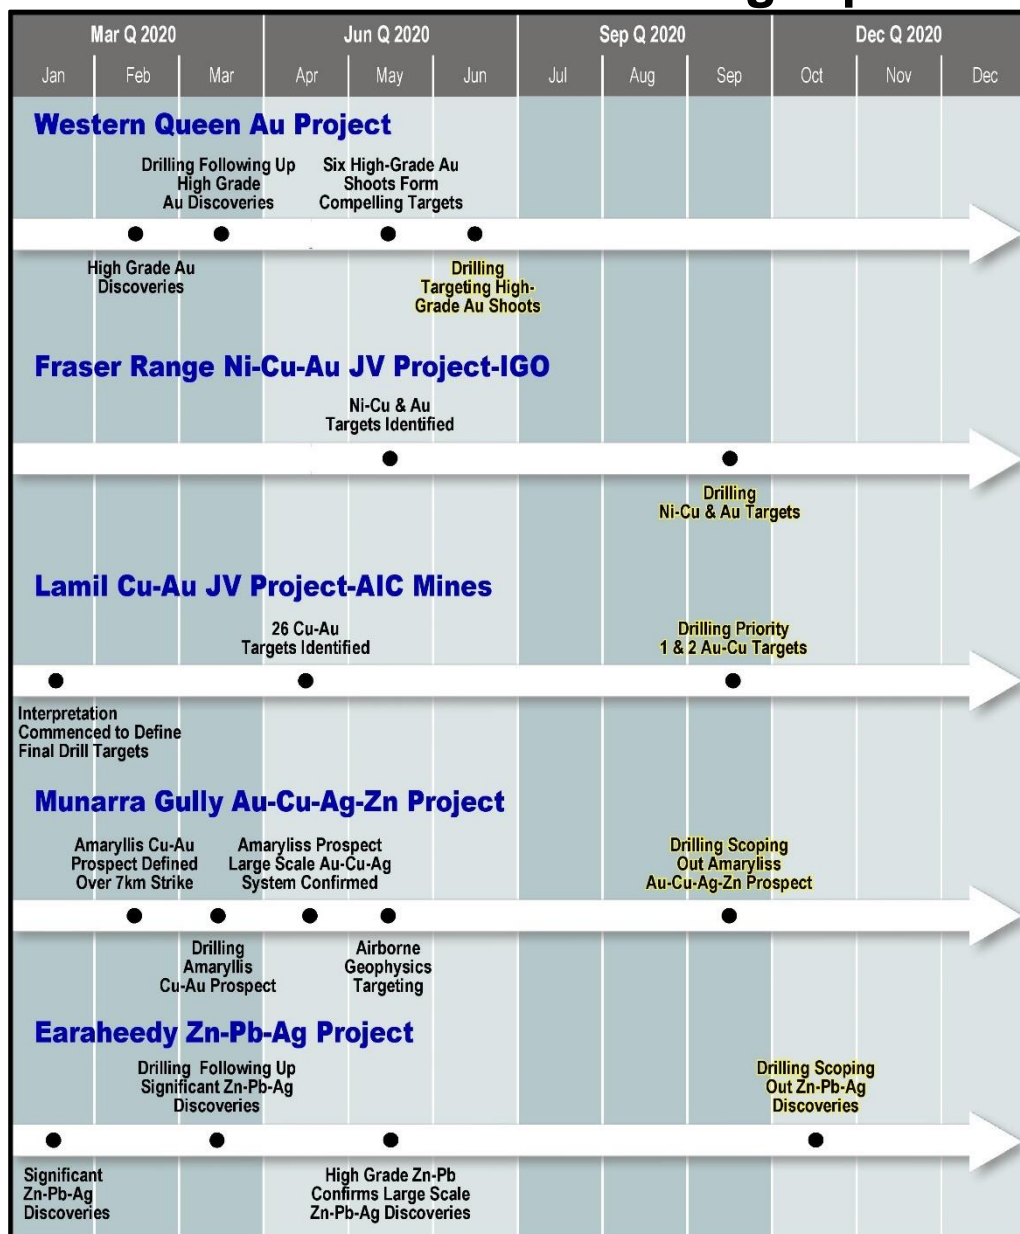 Mar Q 2020
Jun Q 2020
Sep Q 2020
Dec Q 2020
Jan
Feb
Mar
Apr
May
Jun
Jul
Aug
Sep
Oct
Nov
Dec
Western Queen Au Project
Drilling Following Up
High Grade
Au Discoveries
Six High-Grade Au
Shoots Form
Compelling Targets
High Grade Au
Discoveries
Drilling
Targeting High-
Grade Au Shoots
Fraser Range Ni-Cu-Au JV Project-IGO
Ni-Cu & Au
Targets Identified
Drilling
Ni-Cu & Au Targets
Lamil Cu-Au JV Project-AIC Mines
26 Cu-Au
Targets Identified
Drilling Priority
1 & 2 Au-Cu Targets
Interpretation
Commenced to Define
Final Drill Targets
Munarra Gully Au-Cu-Ag-Zn Project
Amaryllis Cu-Au
Prospect Defined
Over 7km Strike
Amaryliss Prospect
Large Scale Au-Cu-Ag
System Confirmed
Drilling Scoping
Out Amaryliss
Au-Cu-Ag-Zn Prospect
Drilling
Amaryllis
Cu-Au Prospect
Airborne
Geophysics
Targeting
Earaheedy Zn-Pb-Ag Project
Drilling Following Up
Significant Zn-Pb-Ag
Discoveries
Drilling Scoping
Out Zn-Pb-Ag
Discoveries
Significant
Zn-Pb-Ag
Discoveries
High Grade Zn-Pb
Confirms Large Scale
Zn-Pb-Ag Discoveries